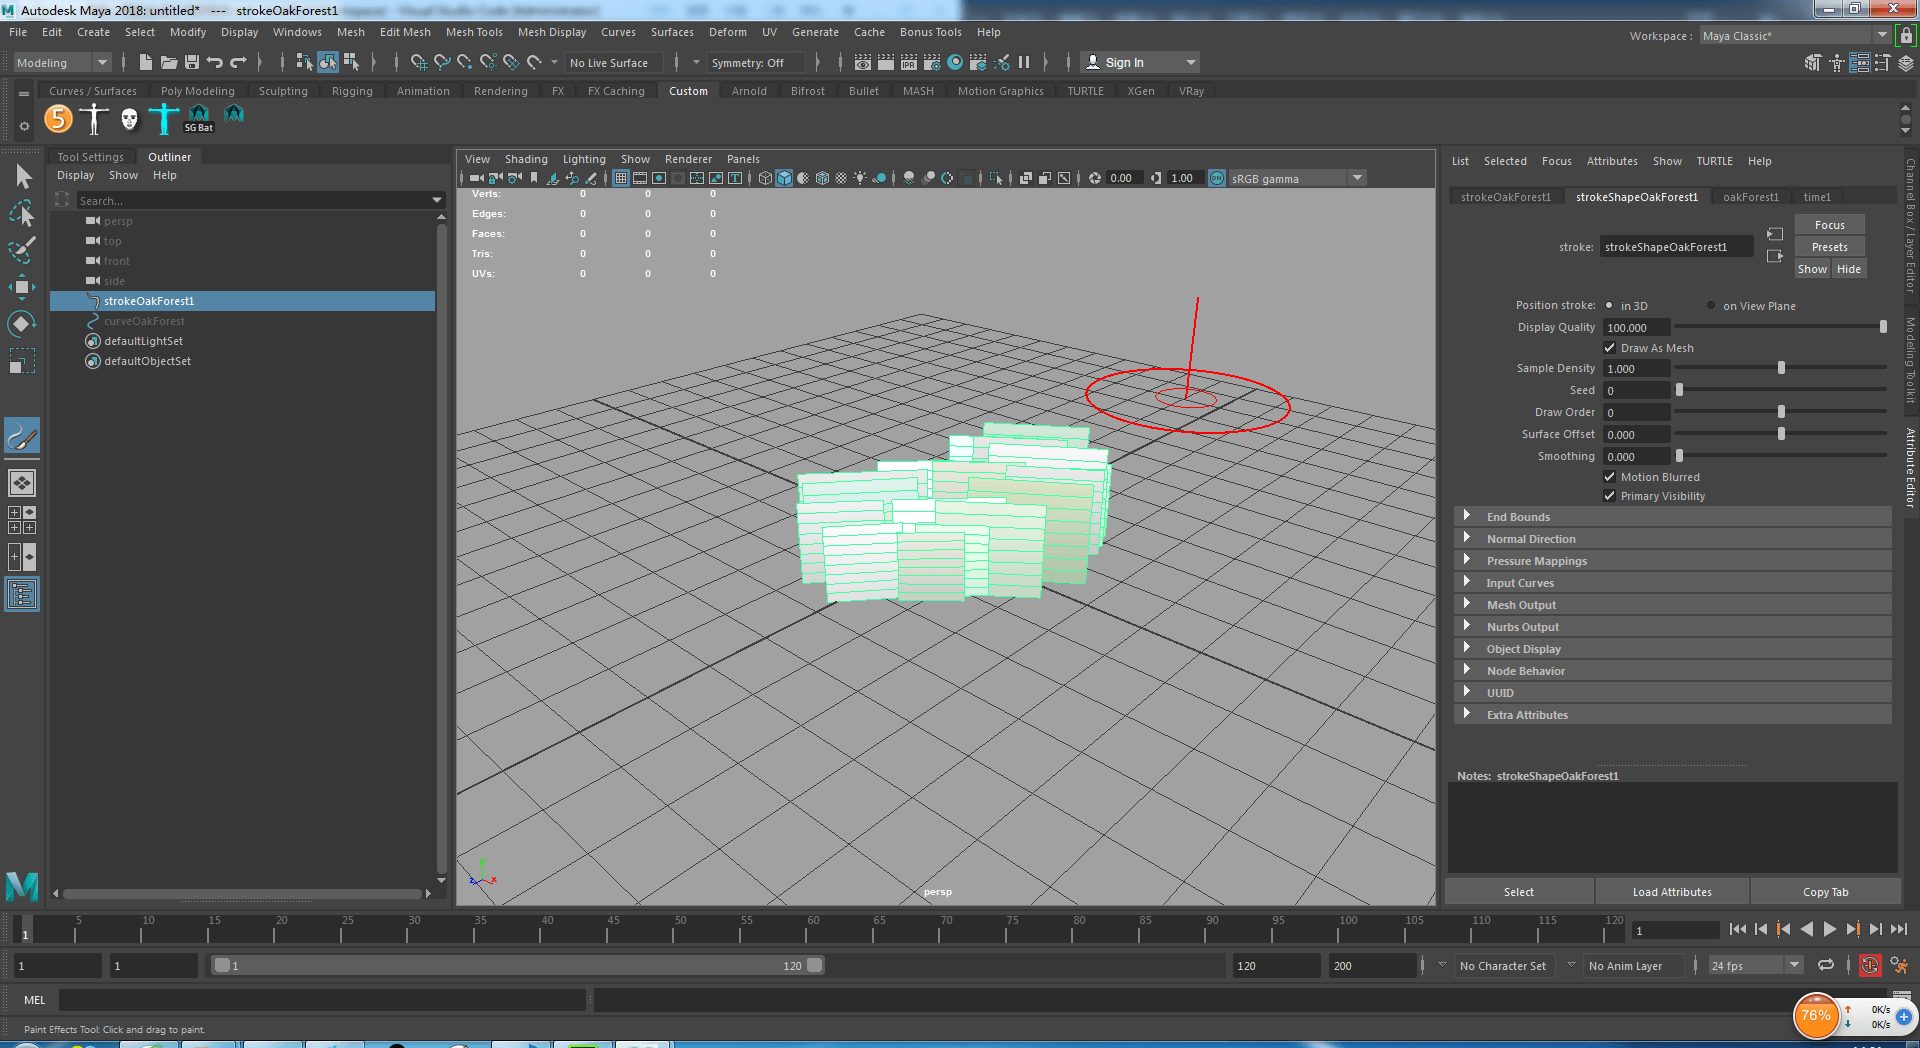 Autodesk Maya 2018: untitled* --- strokeOakForest1
File Edit Create Select Modify Display Windows Mesh Edit Mesh Mesh Tools Mesh Display Curves Surfaces Deform UV Generate Cache Bonus Tools Help
Workspace : Maya Classic*
Modeling No Live Surface Symmetry: Off IPR Sign In
Curves / Surfaces Poly Modeling Sculpting Rigging Animation Rendering FX FX Caching Custom Arnold Bifrost Bullet MASH Motion Graphics TURTLE XGen VRay
5 SG Bat
Tool Settings Outliner
Display Show Help
Search...
persp
top
front
side
strokeOakForest1
curveOakForest
defaultLightSet
defaultObjectSet
View Shading Lighting Show Renderer Panels
0.00 1.00 ON sRGB gamma
Verts: 0 0 0
Edges: 0 0 0
Faces: 0 0 0
Tris: 0 0 0
UVs: 0 0 0
Y
Z X
persp
List Selected Focus Attributes Show TURTLE Help
strokeOakForest1 strokeShapeOakForest1 oakForest1 time1
stroke: strokeShapeOakForest1
Focus
Presets
Show Hide
Position stroke: in 3D on View Plane
Display Quality 100.000
Draw As Mesh
Sample Density 1.000
Seed 0
Draw Order 0
Surface Offset 0.000
Smoothing 0.000
Motion Blurred
Primary Visibility
End Bounds
Normal Direction
Pressure Mappings
Input Curves
Mesh Output
Nurbs Output
Object Display
Node Behavior
UUID
Extra Attributes
Notes: strokeShapeOakForest1
Select Load Attributes Copy Tab
Channel Box / Layer Editor
Modeling Toolkit
Attribute Editor
1 5 10 15 20 25 30 35 40 45 50 55 60 65 70 75 80 85 90 95 100 105 110 115 120 1
1 1 1 120 120 200 No Character Set No Anim Layer 24 fps
MEL
Paint Effects Tool: Click and drag to paint.
76% 0K/s
0K/s